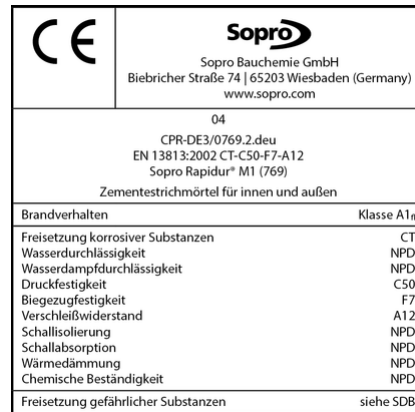 CE
Sopro
Sopro Bauchemie GmbH
Biebricher Straße 74 | 65203 Wiesbaden (Germany)
www.sopro.com
04
CPR-DE3/0769.2.deu
EN 13813:2002 CT-C50-F7-A12
Sopro Rapidur® M1 (769)
Zementestrichmörtel für innen und außen
Brandverhalten Klasse A1fl
Freisetzung korrosiver Substanzen CT
Wasserdurchlässigkeit NPD
Wasserdampfdurchlässigkeit NPD
Druckfestigkeit C50
Biegezugfestigkeit F7
Verschleißwiderstand A12
Schallisolierung NPD
Schallabsorption NPD
Wärmedämmung NPD
Chemische Beständigkeit NPD
Freisetzung gefährlicher Substanzen siehe SDB